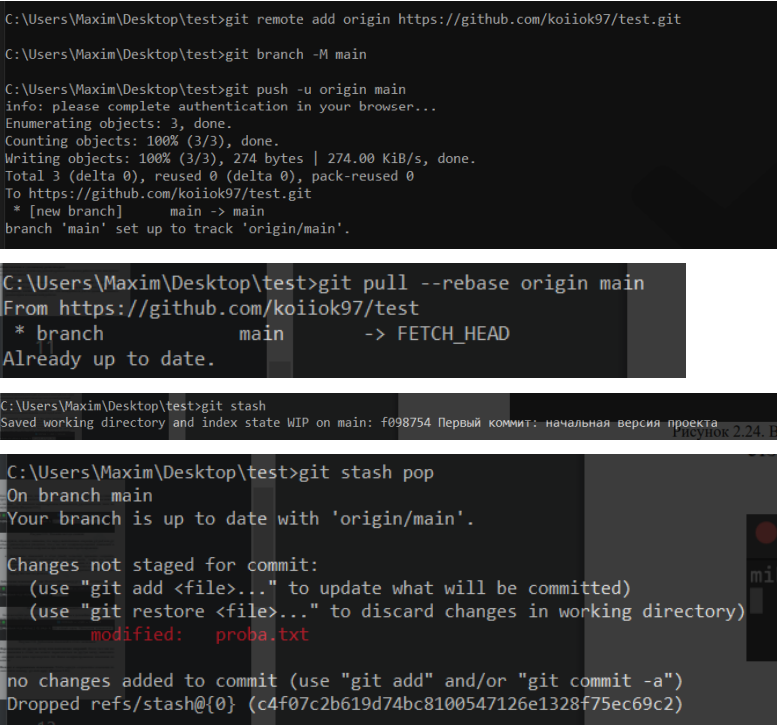 C:\Users\Maxim\Desktop\test>git remote add origin https://github.com/koiiok97/test.git
C:\Users\Maxim\Desktop\test>git branch -M main
C:\Users\Maxim\Desktop\test>git push -u origin main
info: please complete authentication in your browser...
Enumerating objects: 3, done.
Counting objects: 100% (3/3), done.
Writing objects: 100% (3/3), 274 bytes | 274.00 KiB/s, done.
Total 3 (delta 0), reused 0 (delta 0), pack-reused 0
To https://github.com/koiiok97/test.git
 * [new branch]      main -> main
branch 'main' set up to track 'origin/main'.
C:\Users\Maxim\Desktop\test>git pull --rebase origin main
From https://github.com/koiiok97/test
 * branch            main       -> FETCH_HEAD
Already up to date.
C:\Users\Maxim\Desktop\test>git stash
Saved working directory and index state WIP on main: f098754 Первый коммит: начальная версия проекта
Рисунок 2.24. В
C:\Users\Maxim\Desktop\test>git stash pop
On branch main
Your branch is up to date with 'origin/main'.
Changes not staged for commit:
  (use "git add <file>..." to update what will be committed)
  (use "git restore <file>..." to discard changes in working directory)
        modified:   proba.txt
mi
no changes added to commit (use "git add" and/or "git commit -a")
Dropped refs/stash@{0} (c4f07c2b619d74bc8100547126e1328f75ec69c2)